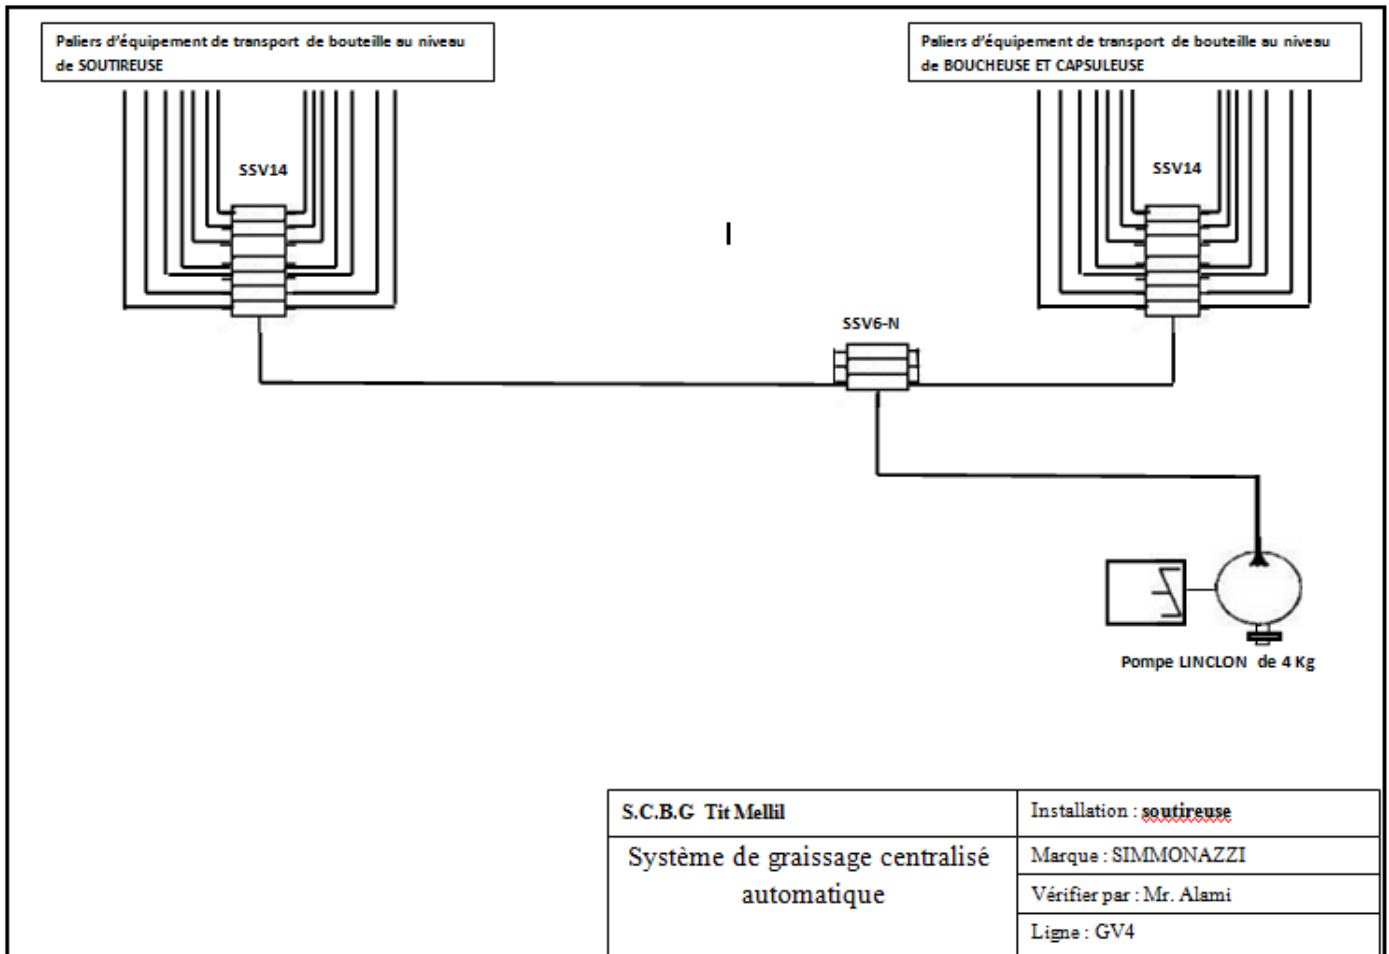 Paliers d'équipement de transport de bouteille au niveau
de SOUTIREUSE
Paliers d'équipement de transport de bouteille au niveau
de BOUCHEUSE ET CAPSULEUSE
SSV14
SSV14
SSV6-N
Pompe LINCLON de 4 Kg
S.C.B.G Tit Mellil
Installation : soutireuse
Système de graissage centralisé
automatique
Marque : SIMMONAZZI
Vérifier par : Mr. Alami
Ligne : GV4